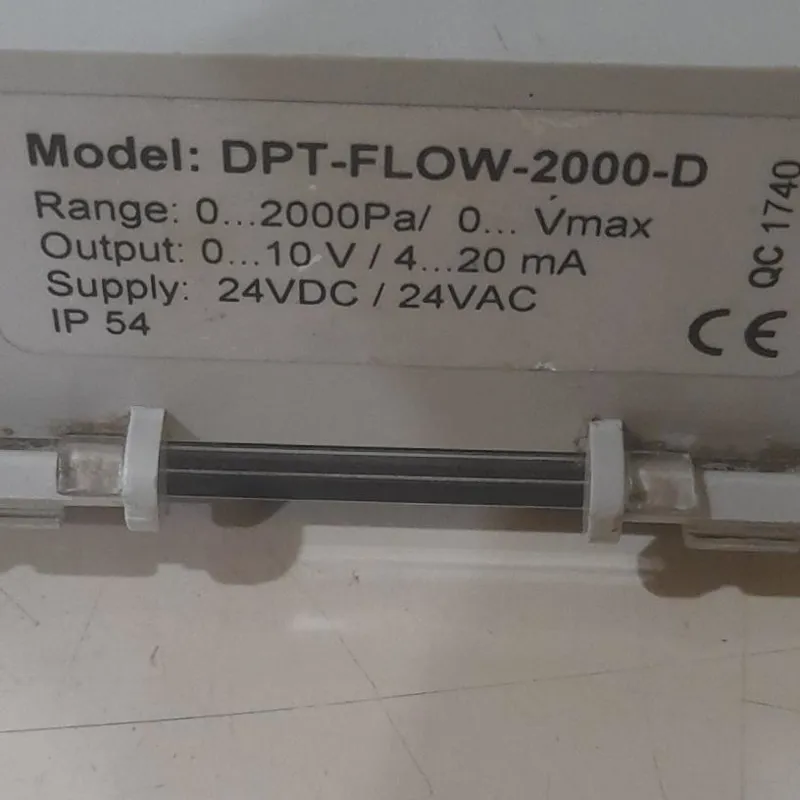 Model: DPT-FLOW-2000-D
Range: 0...2000Pa/ 0... V̇max
Output: 0...10 V / 4...20 mA
Supply: 24VDC / 24VAC
IP 54
CE
QC 1740